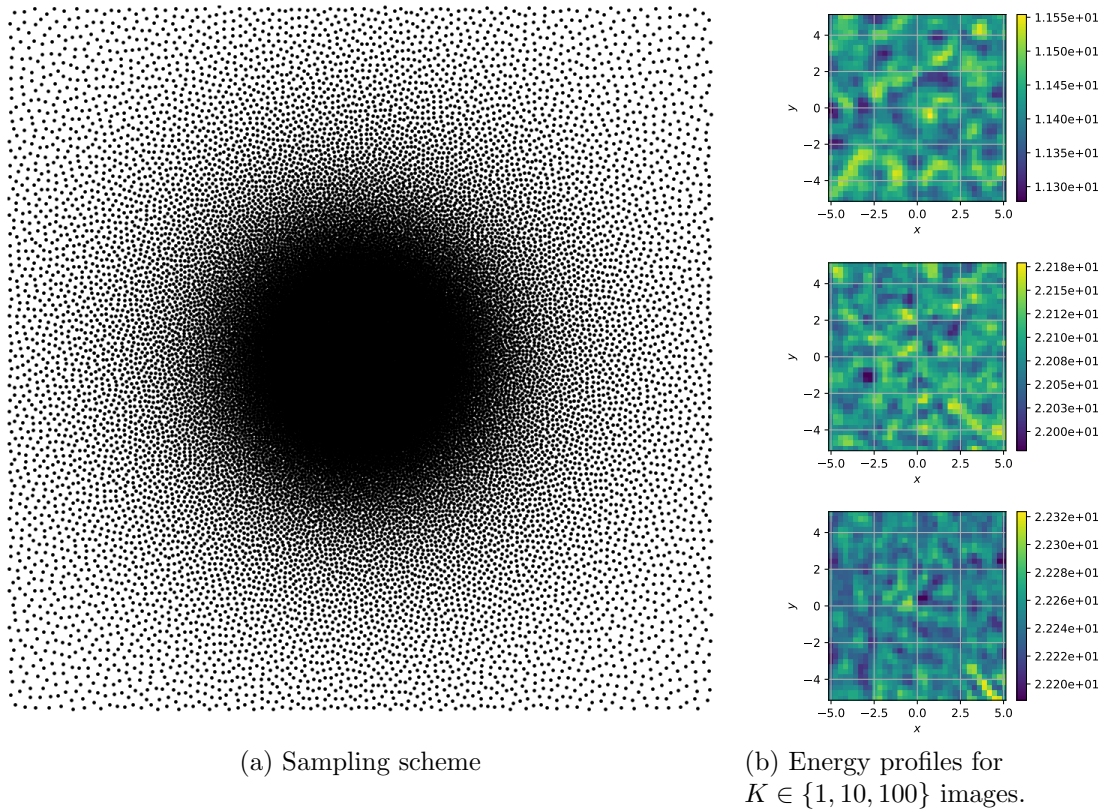 1.155e+01
1.150e+01
1.145e+01
1.140e+01
1.135e+01
1.130e+01
4
2
0
−2
−4
y
−5.0 −2.5 0.0 2.5 5.0
x
2.218e+01
2.215e+01
2.212e+01
2.210e+01
2.208e+01
2.205e+01
2.203e+01
2.200e+01
4
2
0
−2
−4
y
−5.0 −2.5 0.0 2.5 5.0
x
2.232e+01
2.230e+01
2.228e+01
2.226e+01
2.224e+01
2.222e+01
2.220e+01
4
2
0
−2
−4
y
−5.0 −2.5 0.0 2.5 5.0
x
(a) Sampling scheme
(b) Energy profiles for
K ∈ {1, 10, 100} images.